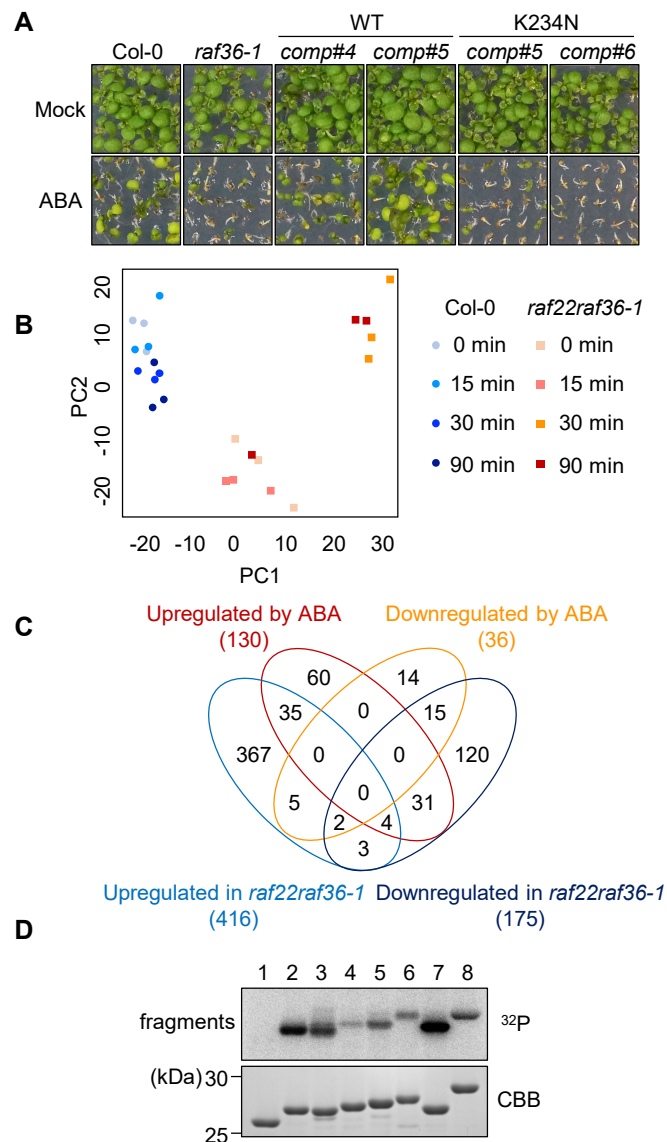 A
WT K234N
Col-0 raf36-1 comp#4 comp#5 comp#5 comp#6
Mock
ABA
B
PC2
20
10
0
-10
-20
-20 -10 0 10 20 30
PC1
Col-0 raf22raf36-1
0 min 0 min
15 min 15 min
30 min 30 min
90 min 90 min
C
Upregulated by ABA Downregulated by ABA
(130) (36)
60 14
35 0 15
367 0 0 120
5 0 31
2 4
3
Upregulated in raf22raf36-1 Downregulated in raf22raf36-1
(416) (175)
D
1 2 3 4 5 6 7 8
fragments ³²P
(kDa) 30
CBB
25